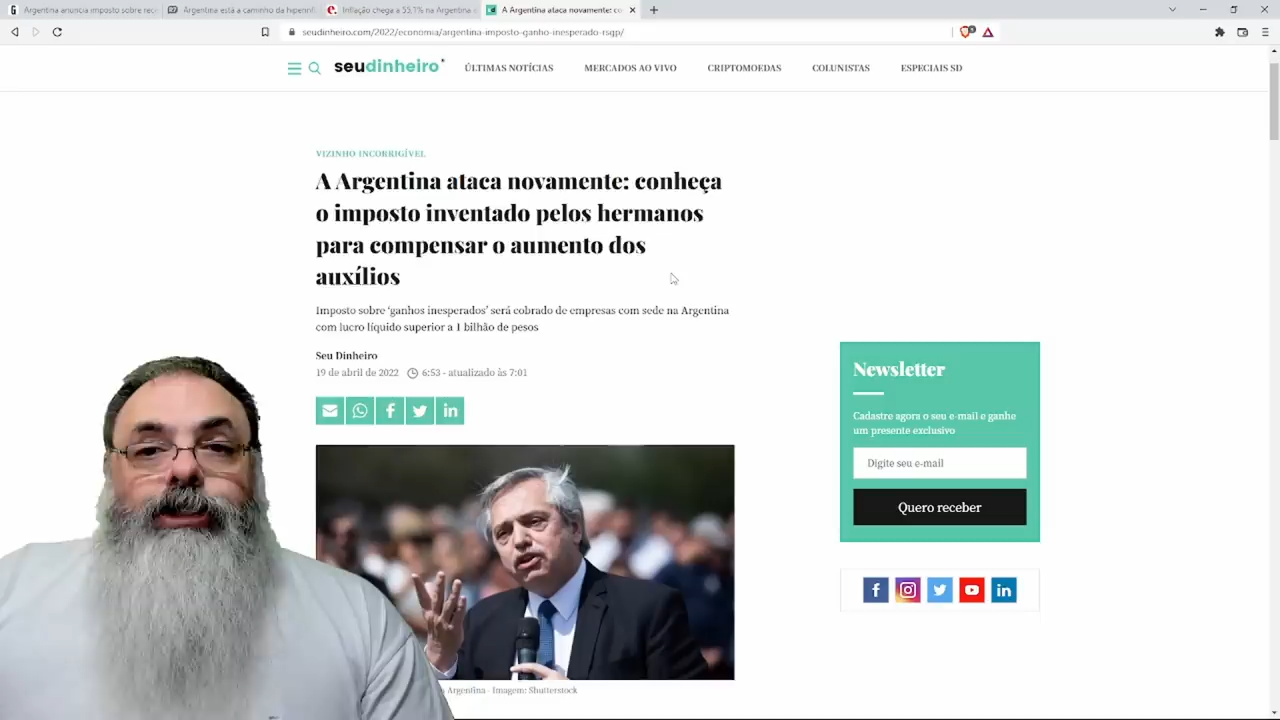 Argentina anuncia imposto sobre rec
Argentina está a caminho da hiperinf
Inflação chega a 55,1% na Argentina
A Argentina ataca novamente: co
seudinheiro.com/2022/economia/argentina-imposto-ganho-inesperado-rsgp/
seudinheiro
ÚLTIMAS NOTÍCIAS
MERCADOS AO VIVO
CRIPTOMOEDAS
COLUNISTAS
ESPECIAIS SD
VIZINHO INCORRIGÍVEL
A Argentina ataca novamente: conheça
o imposto inventado pelos hermanos
para compensar o aumento dos
auxílios
Imposto sobre ‘ganhos inesperados’ será cobrado de empresas com sede na Argentina
com lucro líquido superior a 1 bilhão de pesos
Seu Dinheiro
19 de abril de 2022 6:53 - atualizado às 7:01
Argentina - Imagem: Shutterstock
Newsletter
Cadastre agora o seu e-mail e ganhe
um presente exclusivo
Digite seu e-mail
Quero receber